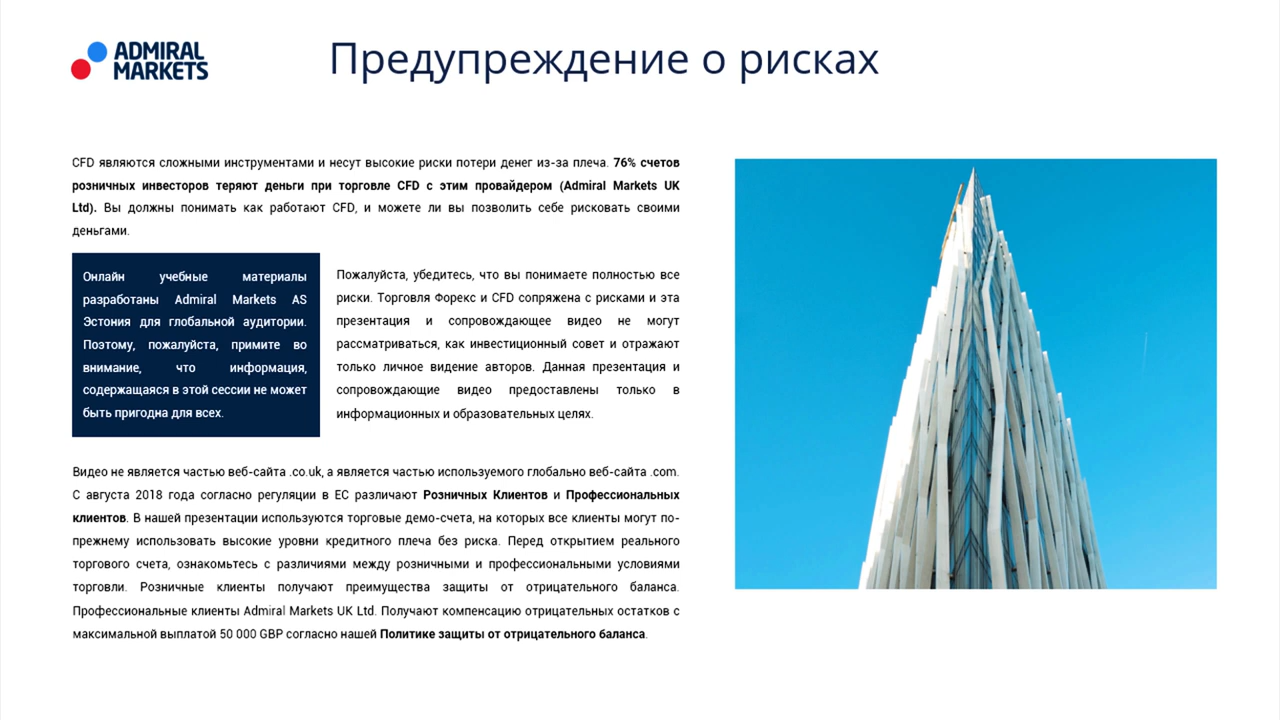 ADMIRAL
MARKETS
Предупреждение о рисках
CFD являются сложными инструментами и несут высокие риски потери денег из-за плеча. 76% счетов
розничных инвесторов теряют деньги при торговле CFD с этим провайдером (Admiral Markets UK
Ltd). Вы должны понимать как работают CFD, и можете ли вы позволить себе рисковать своими
деньгами.
Онлайн учебные материалы
разработаны Admiral Markets AS
Эстония для глобальной аудитории.
Поэтому, пожалуйста, примите во
внимание, что информация,
содержащаяся в этой сессии не может
быть пригодна для всех.
Пожалуйста, убедитесь, что вы понимаете полностью все
риски. Торговля Форекс и CFD сопряжена с рисками и эта
презентация и сопровождающее видео не могут
рассматриваться, как инвестиционный совет и отражают
только личное видение авторов. Данная презентация и
сопровождающие видео предоставлены только в
информационных и образовательных целях.
Видео не является частью веб-сайта .co.uk, а является частью используемого глобально веб-сайта .com.
С августа 2018 года согласно регуляции в ЕС различают Розничных Клиентов и Профессиональных
клиентов. В нашей презентации используются торговые демо-счета, на которых все клиенты могут по-
прежнему использовать высокие уровни кредитного плеча без риска. Перед открытием реального
торгового счета, ознакомьтесь с различиями между розничными и профессиональными условиями
торговли. Розничные клиенты получают преимущества защиты от отрицательного баланса.
Профессиональные клиенты Admiral Markets UK Ltd. Получают компенсацию отрицательных остатков с
максимальной выплатой 50 000 GBP согласно нашей Политике защиты от отрицательного баланса.